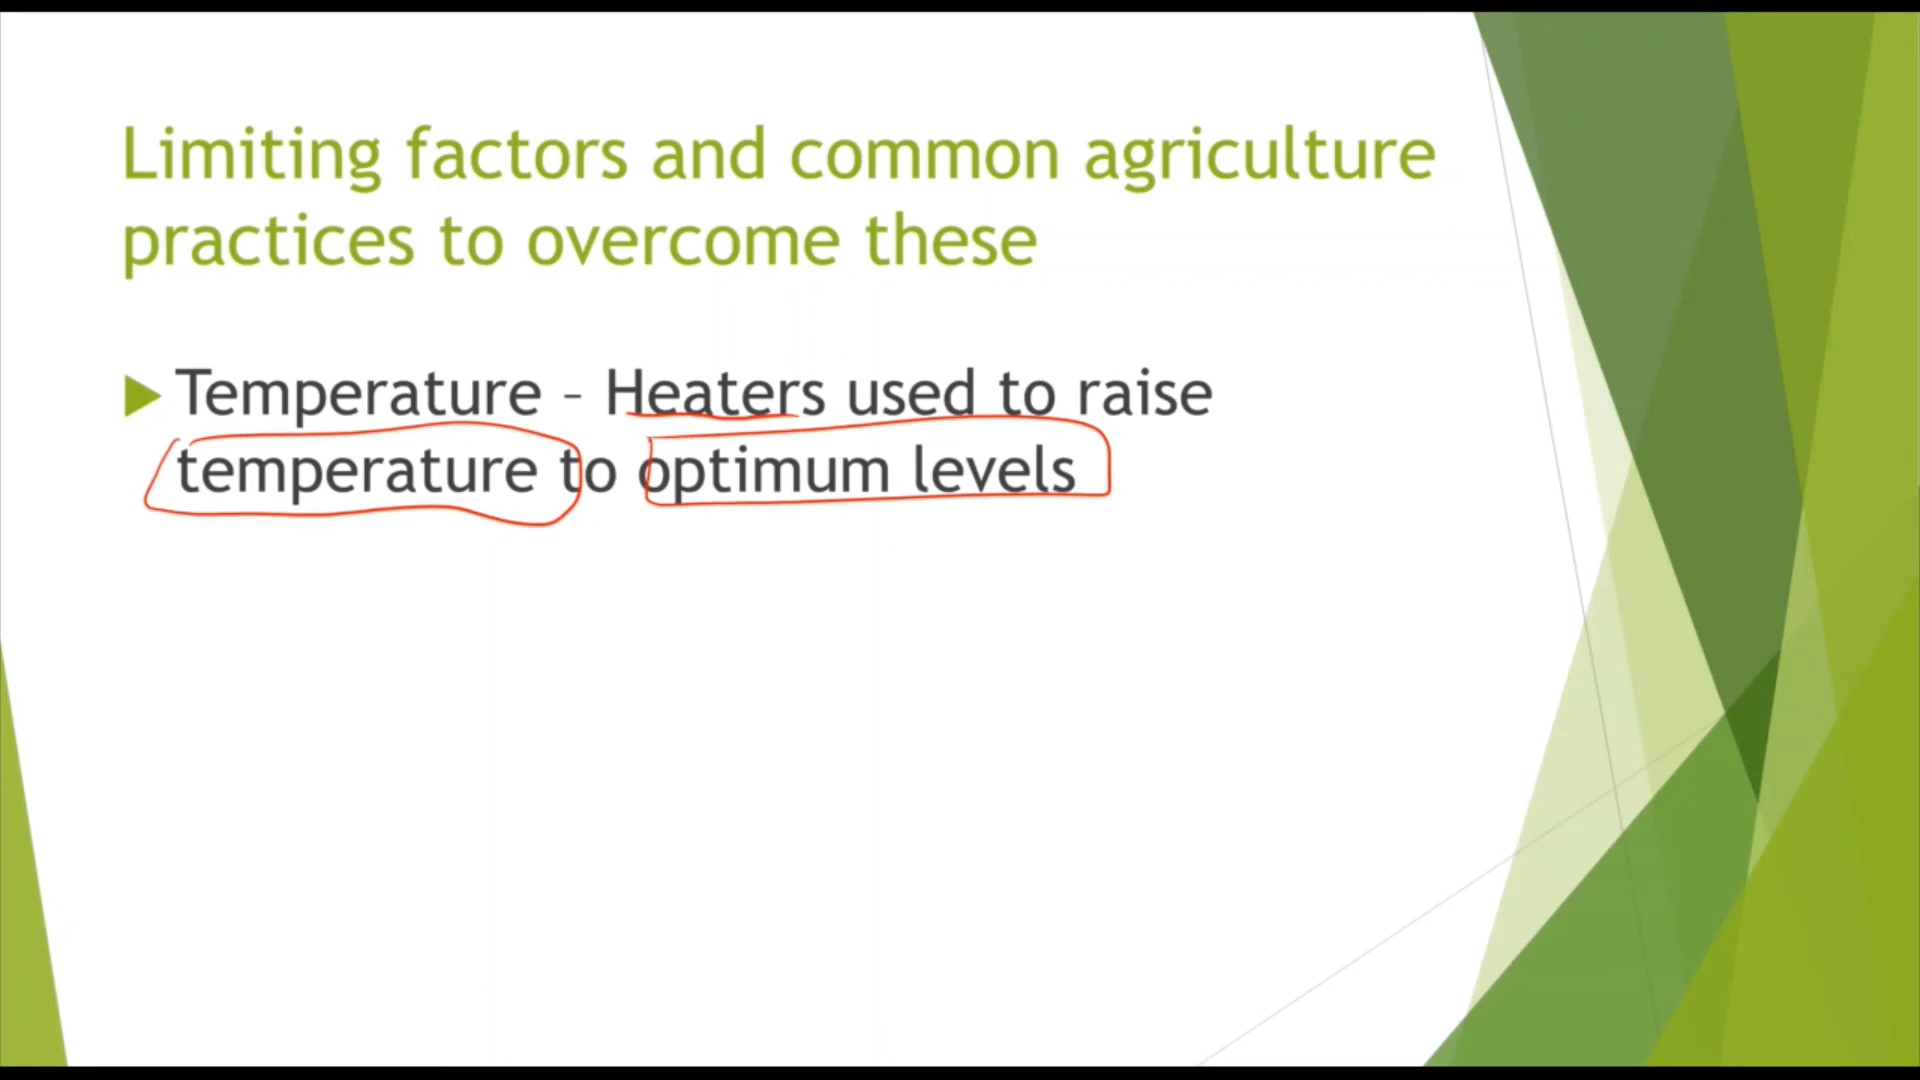 Limiting factors and common agriculture
practices to overcome these
Temperature – Heaters used to raise
temperature to optimum levels